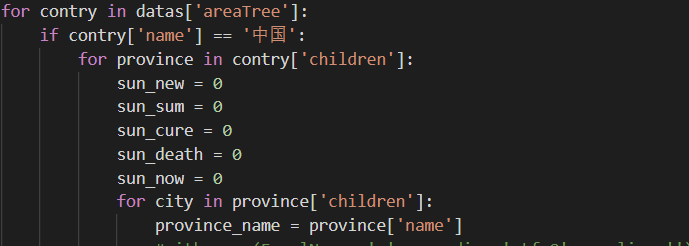 for contry in datas['areaTree']:
if contry['name'] == '中国':
for province in contry['children']:
sun_new = 0
sun_sum = 0
sun_cure = 0
sun_death = 0
sun_now = 0
for city in province['children']:
province_name = province['name']